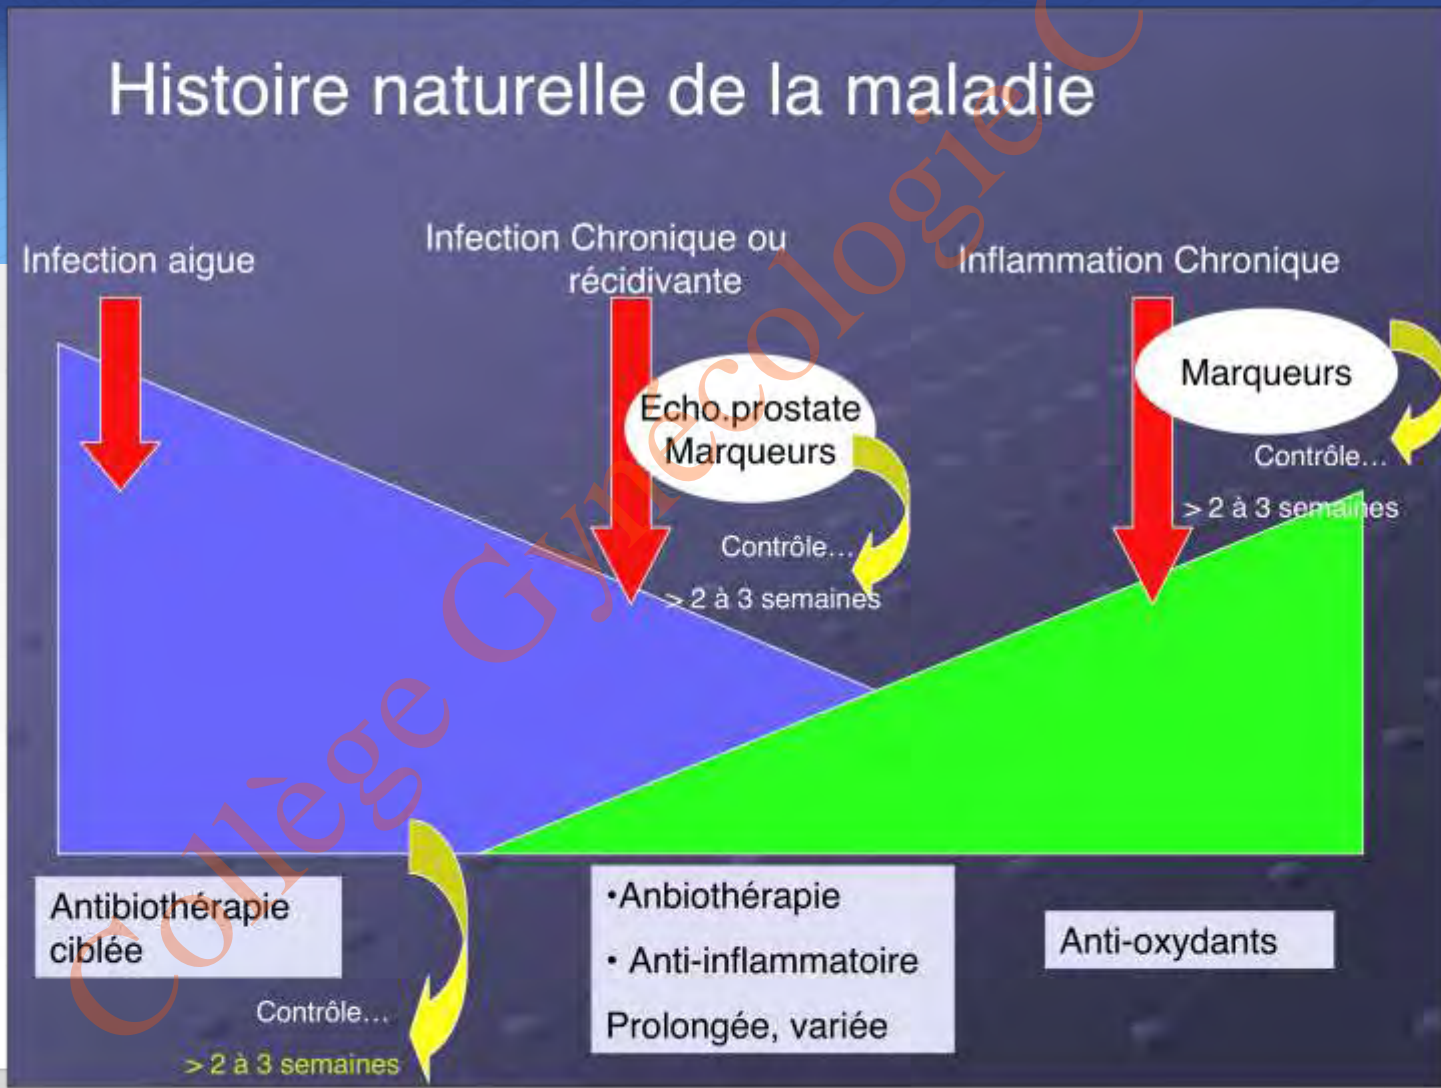 Histoire naturelle de la maladie
Infection aigue
Infection Chronique ou
récidivante
Inflammation Chronique
Echo.prostate
Marqueurs
Contrôle…
> 2 à 3 semaines
Marqueurs
Contrôle…
> 2 à 3 semaines
Antibiothérapie
ciblée
Contrôle…
> 2 à 3 semaines
•Anbiothérapie
• Anti-inflammatoire
Prolongée, variée
Anti-oxydants
Collège Gynécologie C